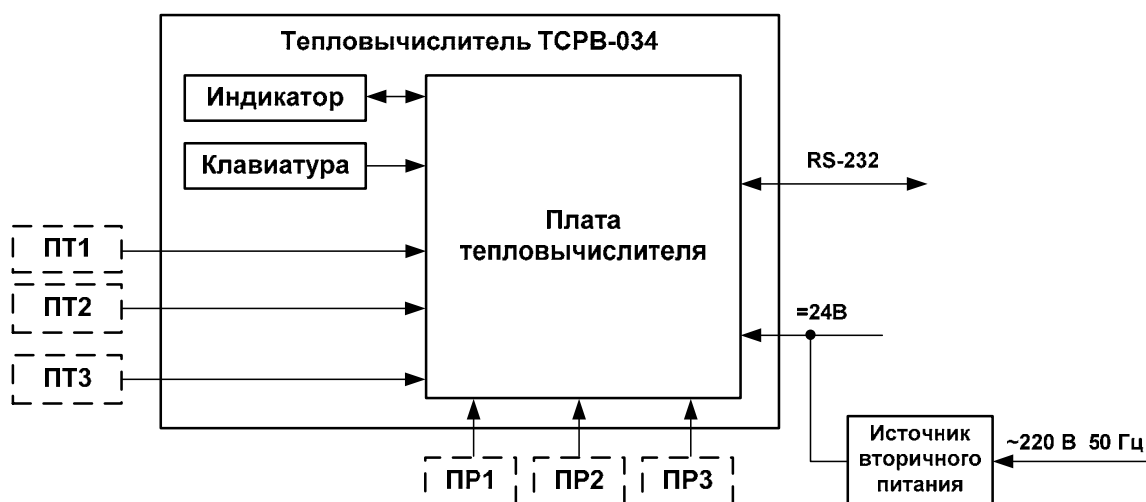 Тепловычислитель ТСРВ-034
Индикатор
Клавиатура
Плата
тепловычислителя
RS-232
ПТ1
ПТ2
ПТ3
=24В
ПР1
ПР2
ПР3
Источник
вторичного
питания
~220 В 50 Гц